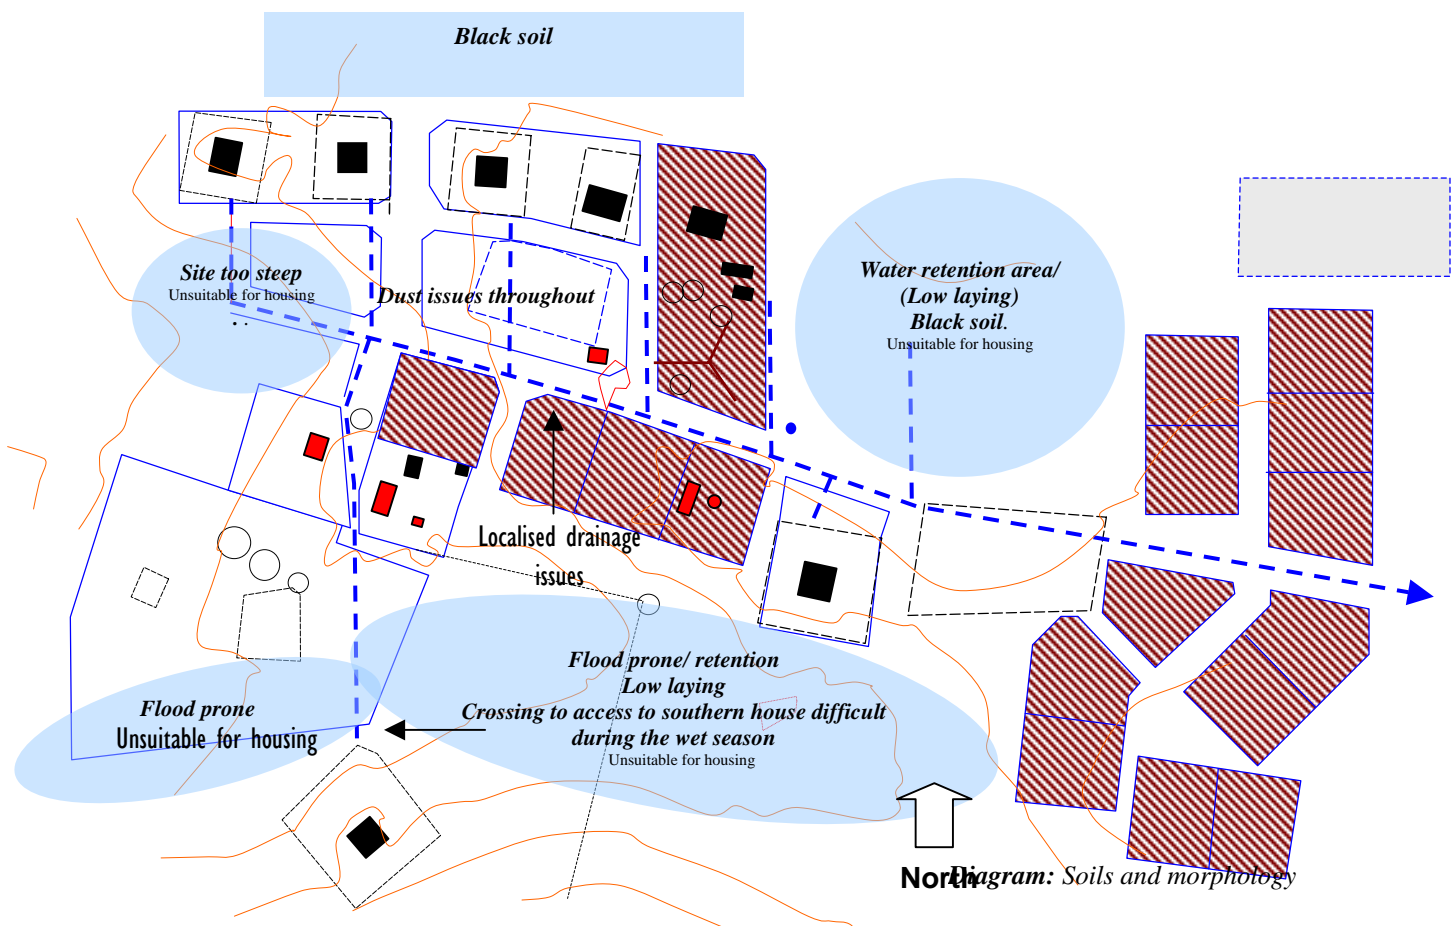 Black soil
Site too steep
Unsuitable for housing
Dust issues throughout
Water retention area/
(Low laying)
Black soil.
Unsuitable for housing
Localised drainage
issues
Flood prone/ retention
Low laying
Crossing to access to southern house difficult
during the wet season
Unsuitable for housing
Flood prone
Unsuitable for housing
North
Diagram: Soils and morphology